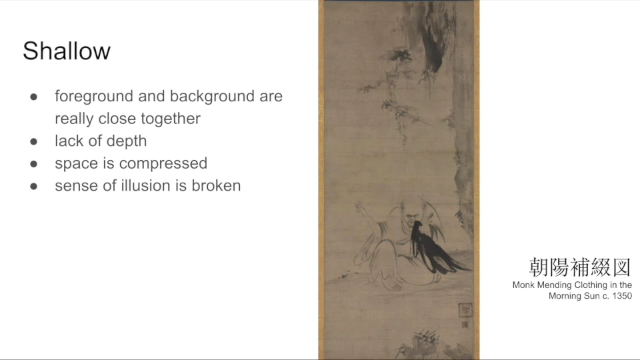 Shallow
● foreground and background are
really close together
● lack of depth
● space is compressed
● sense of illusion is broken
朝陽補綴図
Monk Mending Clothing in the
Morning Sun c. 1350